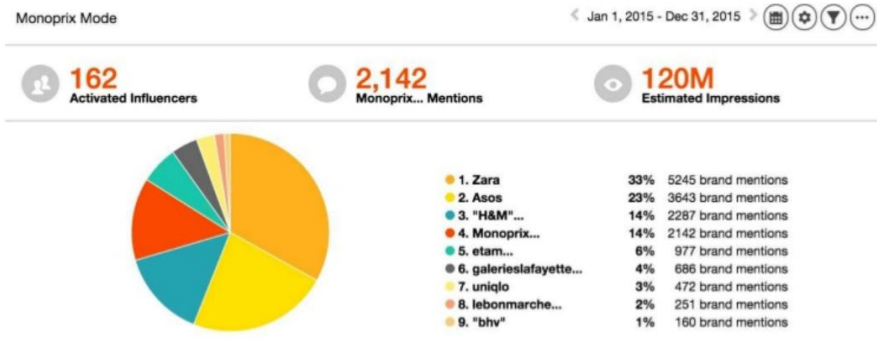 Monoprix Mode
Jan 1, 2015 - Dec 31, 2015
162
Activated Influencers
2,142
Monoprix... Mentions
120M
Estimated Impressions
1. Zara 33% 5245 brand mentions
2. Asos 23% 3643 brand mentions
3. "H&M"... 14% 2287 brand mentions
4. Monoprix... 14% 2142 brand mentions
5. etam... 6% 977 brand mentions
6. galerieslafayette... 4% 686 brand mentions
7. uniqlo 3% 472 brand mentions
8. lebonmarche... 2% 251 brand mentions
9. "bhv" 1% 160 brand mentions